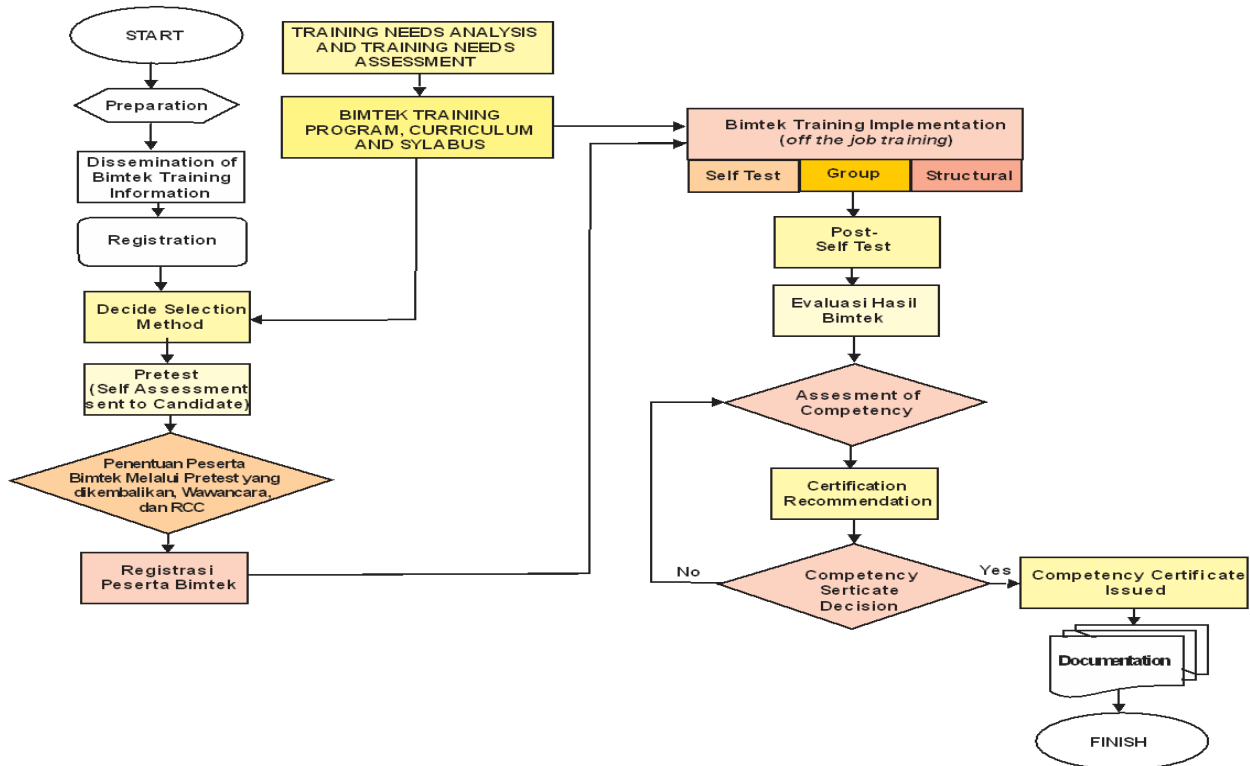 START
Preparation
Dissemination of
Bimtek Training
Information
Registration
Decide Selection
Method
Pretest
(Self Assessment
sent to Candidate)
Penentuan Peserta
Bimtek Melalui Pretest yang
dikembalikan, Wawancara,
dan RCC
Registrasi
Peserta Bimtek
TRAINING NEEDS ANALYSIS
AND TRAINING NEEDS
ASSESSMENT
BIMTEK TRAINING
PROGRAM, CURRICULUM
AND SYLABUS
Bimtek Training Implementation
(off the job training)
Self Test
Group
Structural
Post-
Self Test
Evaluasi Hasil
Bimtek
Assesment of
Competency
Certification
Recommendation
Competency
Serticate
Decision
No
Yes
Competency Certificate
Issued
Documentation
FINISH